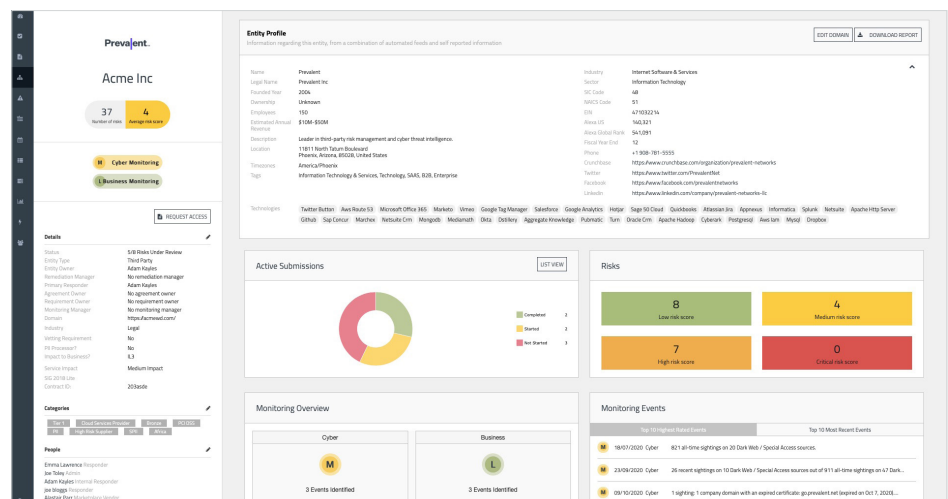 Prevalent.
Acme Inc
37
Number of risks
4
Average risk score
M Cyber Monitoring
L Business Monitoring
REQUEST ACCESS
Details
Status 5/8 Risks Under Review
Entity Type Third Party
Entity Owner Adam Kayles
Remediation Manager No remediation manager
Primary Responder Adam Kayles
Agreement Owner No agreement owner
Requirement Owner No requirement owner
Monitoring Manager No monitoring manager
Domain https://acmewd.com/
Industry Legal
Vetting Requirement No
PII Processor? No
Impact to Business? IL3
Service Impact Medium Impact
SIG 2018 Lite
Contract ID 203asde
Categories
Tier 1 Cloud Services Provider Bronze PCI DSS
PII High Risk Supplier SPX Africa
People
Emma Lawrence Responder
Joe Toley Admin
Adam Kayles Internal Responder
joe bloggs Responder
Entity Profile
Information regarding this entity, from a combination of automated feeds and self reported information
EDIT DOMAIN
DOWNLOAD REPORT
Name Prevalent
Legal Name Prevalent Inc
Founded Year 2004
Ownership Unknown
Employees 150
Estimated Annual Revenue $10M-$50M
Description Leader in third-party risk management and cyber threat intelligence.
Location 11811 North Tatum Boulevard
Phoenix, Arizona, 85028, United States
Timezones America/Phoenix
Tags Information Technology & Services, Technology, SAAS, B2B, Enterprise
Industry Internet Software & Services
Sector Information Technology
SIC Code 48
NAICS Code 51
EIN 471032214
Alexa US 140,321
Alexa Global Rank 541,091
Fiscal Year End 12
Phone +1 908-781-5555
Crunchbase https://www.crunchbase.com/organization/prevalent-networks
Twitter https://www.twitter.com/PrevalentNet
Facebook https://www.facebook.com/prevalentnetworks
LinkedIn https://www.linkedin.com/company/prevalent-networks-llc
Technologies Twitter Button Aws Route 53 Microsoft Office 365 Marketo Vimeo Google Tag Manager Salesforce Google Analytics Hotjar Sage 50 Cloud Quickbooks Atlassian Jira Appnexus Informatica Splunk Netsuite Apache Http Server
Github Sap Concur Marchex Netsuite Crm Mongodb Mediamath Okta Ostillery Aggregate Knowledge Pubmatic Turn Oracle Crm Apache Hadoop Cyberark Postgresql Aws Iam Mysql Dropbox
Active Submissions
LIST VIEW
Completed 2
Started 2
Not Started 3
Risks
8
Low risk score
4
Medium risk score
7
High risk score
0
Critical risk score
Monitoring Overview
Cyber
M
3 Events Identified
Business
L
3 Events Identified
Monitoring Events
Top 10 Highest Rated Events
Top 10 Most Recent Events
M 18/07/2020 Cyber 821 all-time sightings on 20 Dark Web / Special Access sources.
M 23/09/2020 Cyber 26 recent sightings on 10 Dark Web / Special Access sources out of 911 all-time sightings on 47 Dark...
M 09/10/2020 Cyber 1 sighting: 1 company domain with an expired certificate: go.prevalent.net (expired on Oct 7, 2020)....